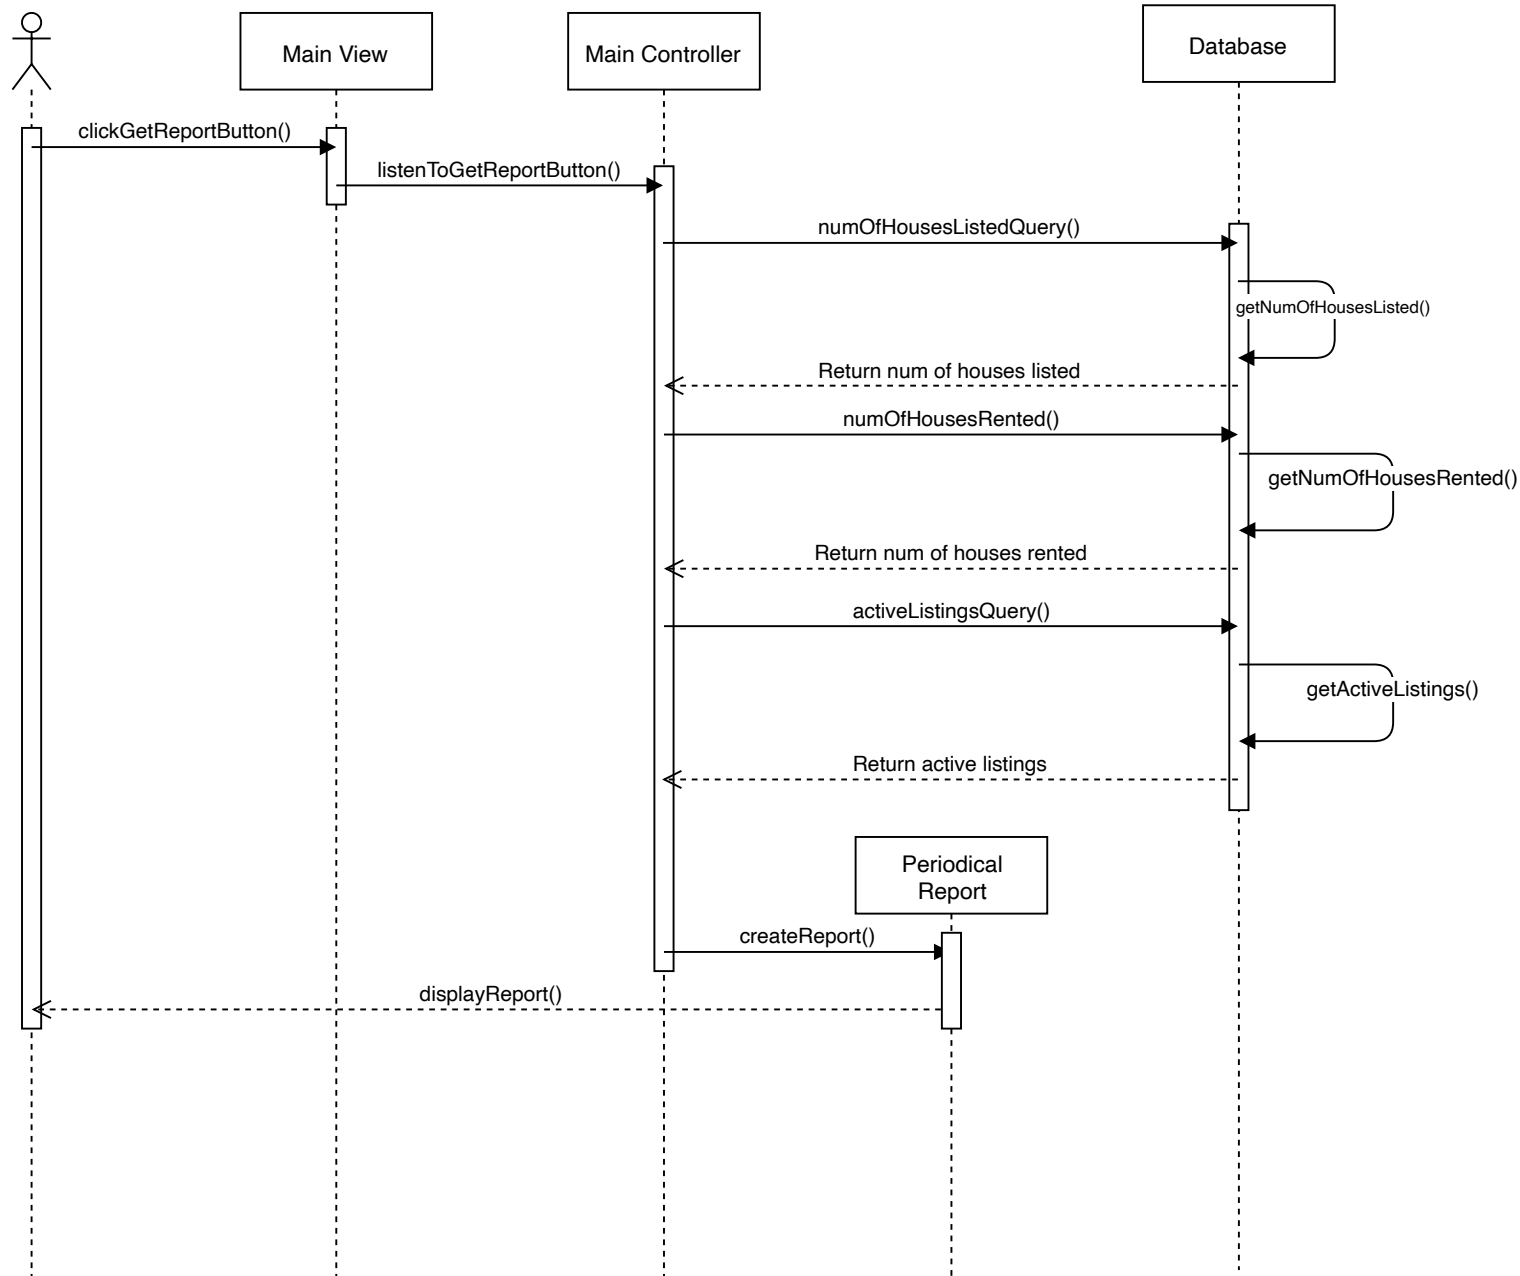 Main View
Main Controller
Database
clickGetReportButton()
listenToGetReportButton()
numOfHousesListedQuery()
getNumOfHousesListed()
Return num of houses listed
numOfHousesRented()
getNumOfHousesRented()
Return num of houses rented
activeListingsQuery()
getActiveListings()
Return active listings
Periodical
Report
createReport()
displayReport()